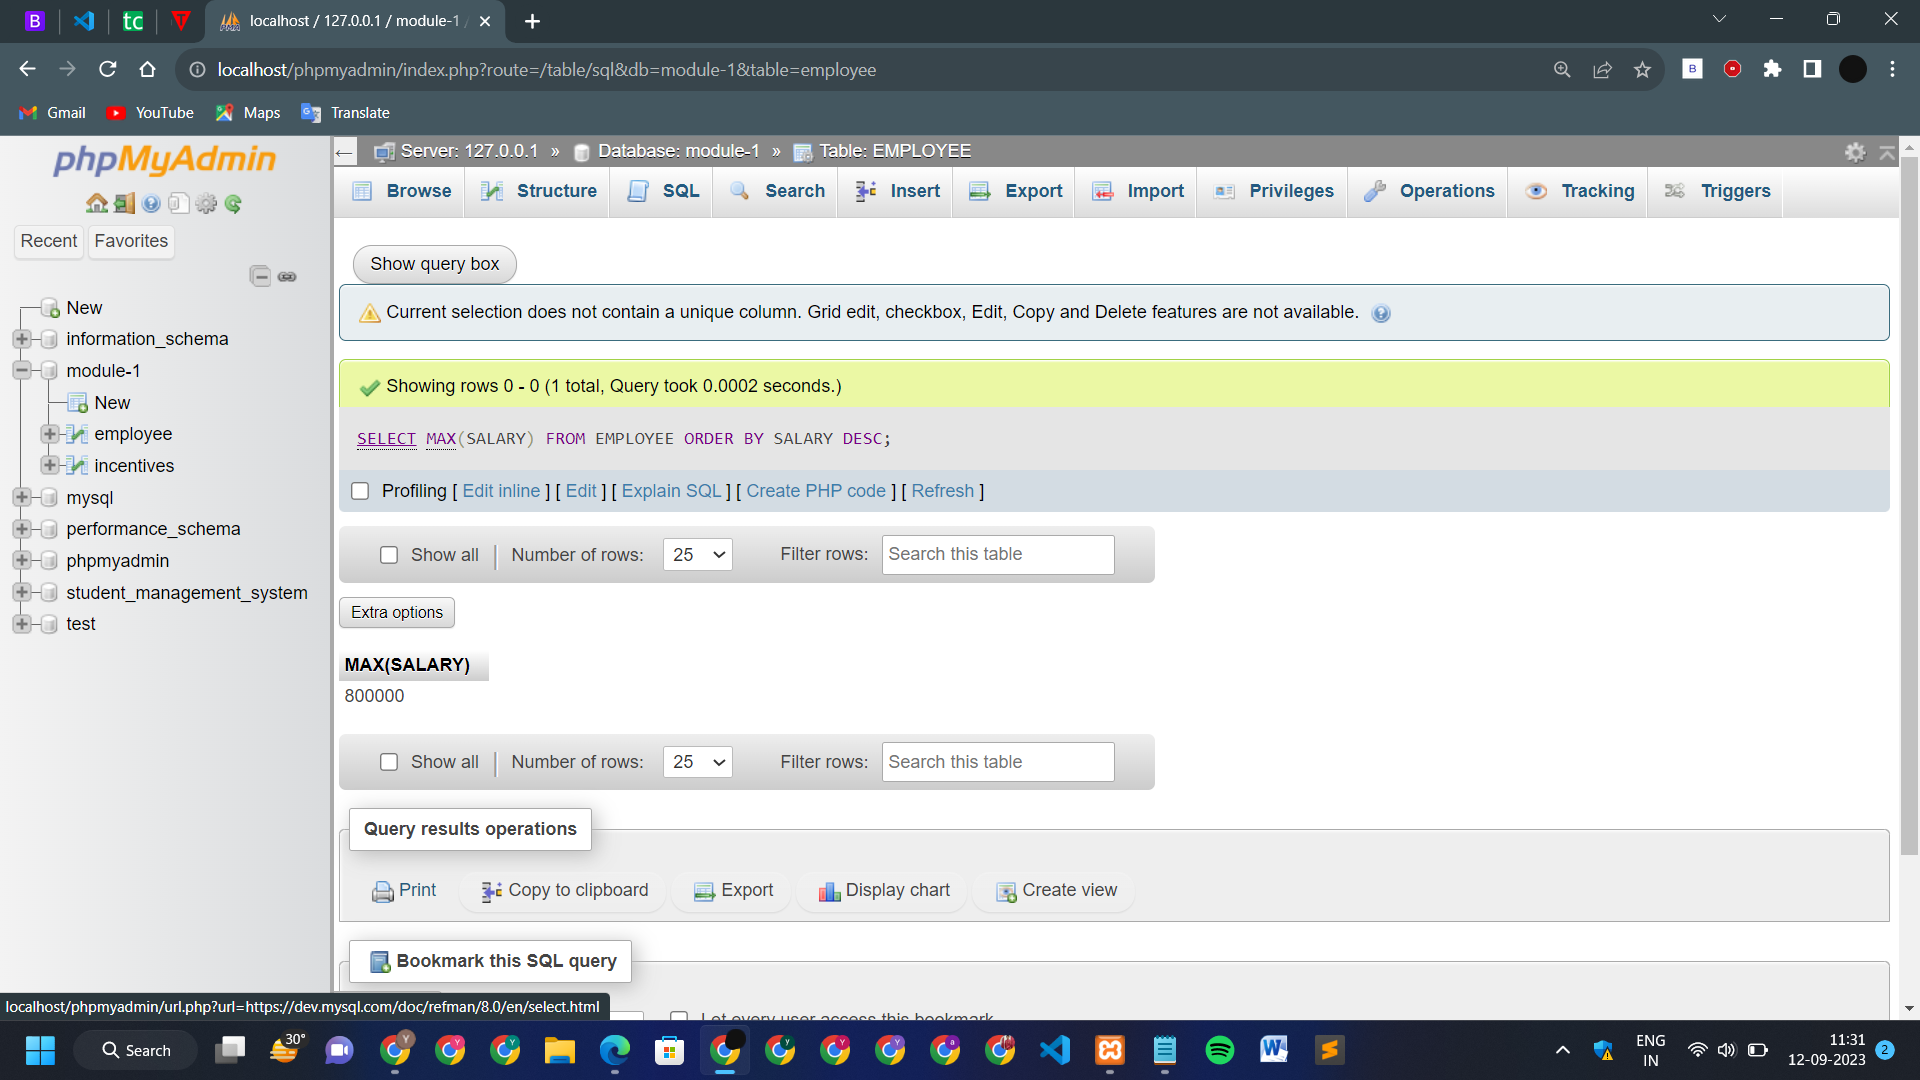 localhost / 127.0.0.1 / module-1 /
localhost/phpmyadmin/index.php?route=/table/sql&db=module-1&table=employee
Gmail YouTube Maps Translate
phpMyAdmin
Recent Favorites
New
information_schema
module-1
New
employee
incentives
mysql
performance_schema
phpmyadmin
student_management_system
test
Server: 127.0.0.1 » Database: module-1 » Table: EMPLOYEE
Browse Structure SQL Search Insert Export Import Privileges Operations Tracking Triggers
Show query box
Current selection does not contain a unique column. Grid edit, checkbox, Edit, Copy and Delete features are not available.
Showing rows 0 - 0 (1 total, Query took 0.0002 seconds.)
SELECT MAX(SALARY) FROM EMPLOYEE ORDER BY SALARY DESC;
Profiling [ Edit inline ] [ Edit ] [ Explain SQL ] [ Create PHP code ] [ Refresh ]
Show all | Number of rows: 25 Filter rows: Search this table
Extra options
MAX(SALARY)
800000
Show all | Number of rows: 25 Filter rows: Search this table
Query results operations
Print Copy to clipboard Export Display chart Create view
Bookmark this SQL query
Let every user access this bookmark
localhost/phpmyadmin/url.php?url=https://dev.mysql.com/doc/refman/8.0/en/select.html
Search 30° ENG IN 11:31 12-09-2023 2